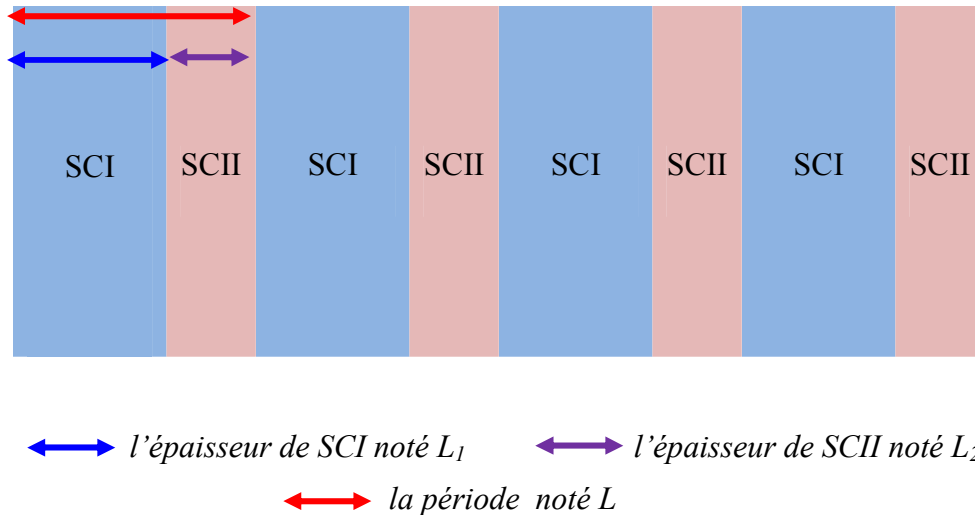 SCI SCII SCI SCII SCI SCII SCI SCII
l’épaisseur de SCI noté L1 l’épaisseur de SCII noté L2
la période noté L